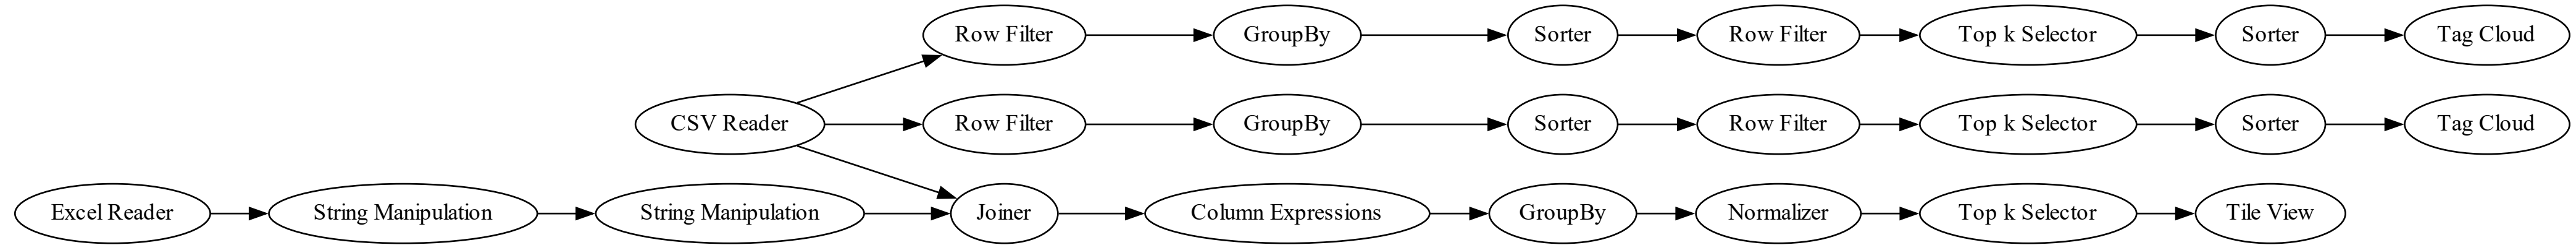 Row Filter
GroupBy
Sorter
Row Filter
Top k Selector
Sorter
Tag Cloud
CSV Reader
Row Filter
GroupBy
Sorter
Row Filter
Top k Selector
Sorter
Tag Cloud
Excel Reader
String Manipulation
String Manipulation
Joiner
Column Expressions
GroupBy
Normalizer
Top k Selector
Tile View